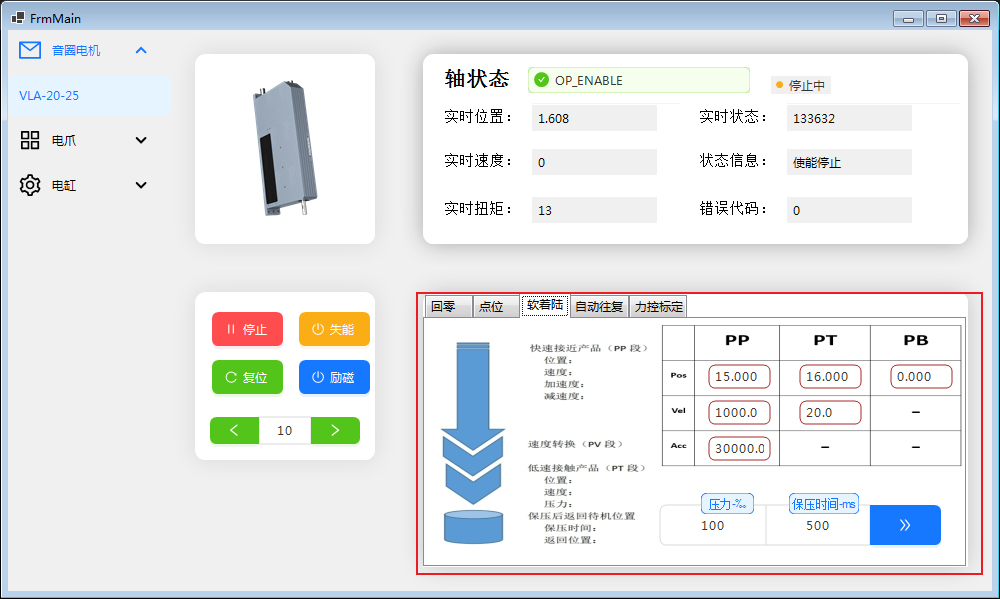 FrmMain
音圈电机
VLA-20-25
电爪
电缸
轴状态 OP_ENABLE 停止中
实时位置： 1.608 实时状态： 133632
实时速度： 0 状态信息： 使能停止
实时扭矩： 13 错误代码： 0
停止 失能
复位 励磁
10
回零 点位 软着陆 自动往复 力控标定
快速接近产品（PP 段）
位置：
速度：
加速度：
减速度：
速度转换（PV 段）
低速接触产品（PT 段）
位置：
速度：
压力：
保压后返回待机位置
保压时间：
返回位置：
PP PT PB
Pos 15.000 16.000 0.000
Vel 1000.0 20.0 –
Acc 30000.0 – –
压力-‰ 保压时间-ms
100 500